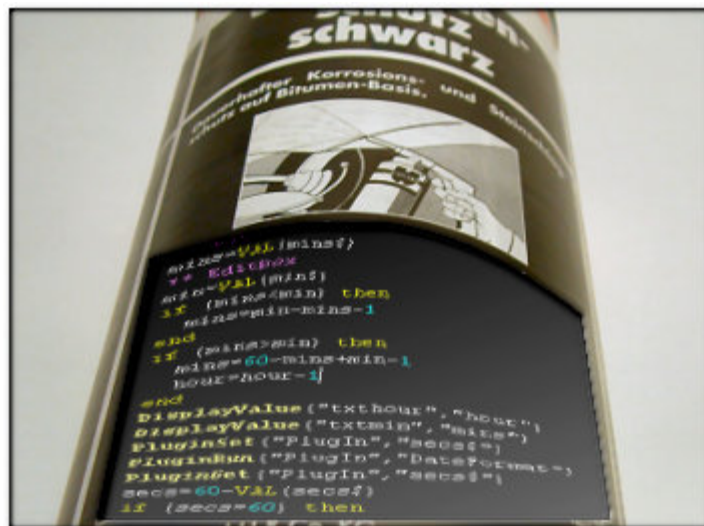 schutz
schwarz
Dauerhafter Korrosions- und Steinschlag-
schutz auf Bitumen-Basis.
mins=VAL(mins$)
** EditBox
min=VAL(min$)
if (mins<min) then
mins=min-mins-1
end
if (mins>min) then
mins=60-mins+min-1
hour=hour-1
end
DisplayValue("txthour","hour")
DisplayValue("txtmin","mins")
PluginSet("PlugIn","secs$")
PluginRun("PlugIn","DateFormat")
PluginGet("PlugIn","secs$")
secs=60-VAL(secs$)
if (secs=60) then